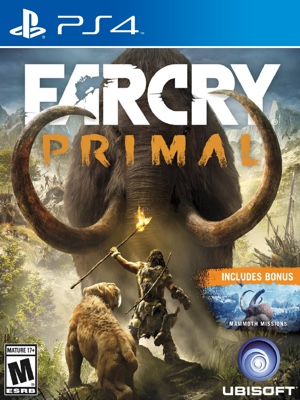 PS4
FARCRY
PRIMAL
INCLUDES BONUS
MAMMOTH MISSIONS
MATURE 17+
M
ESRB
UBISOFT